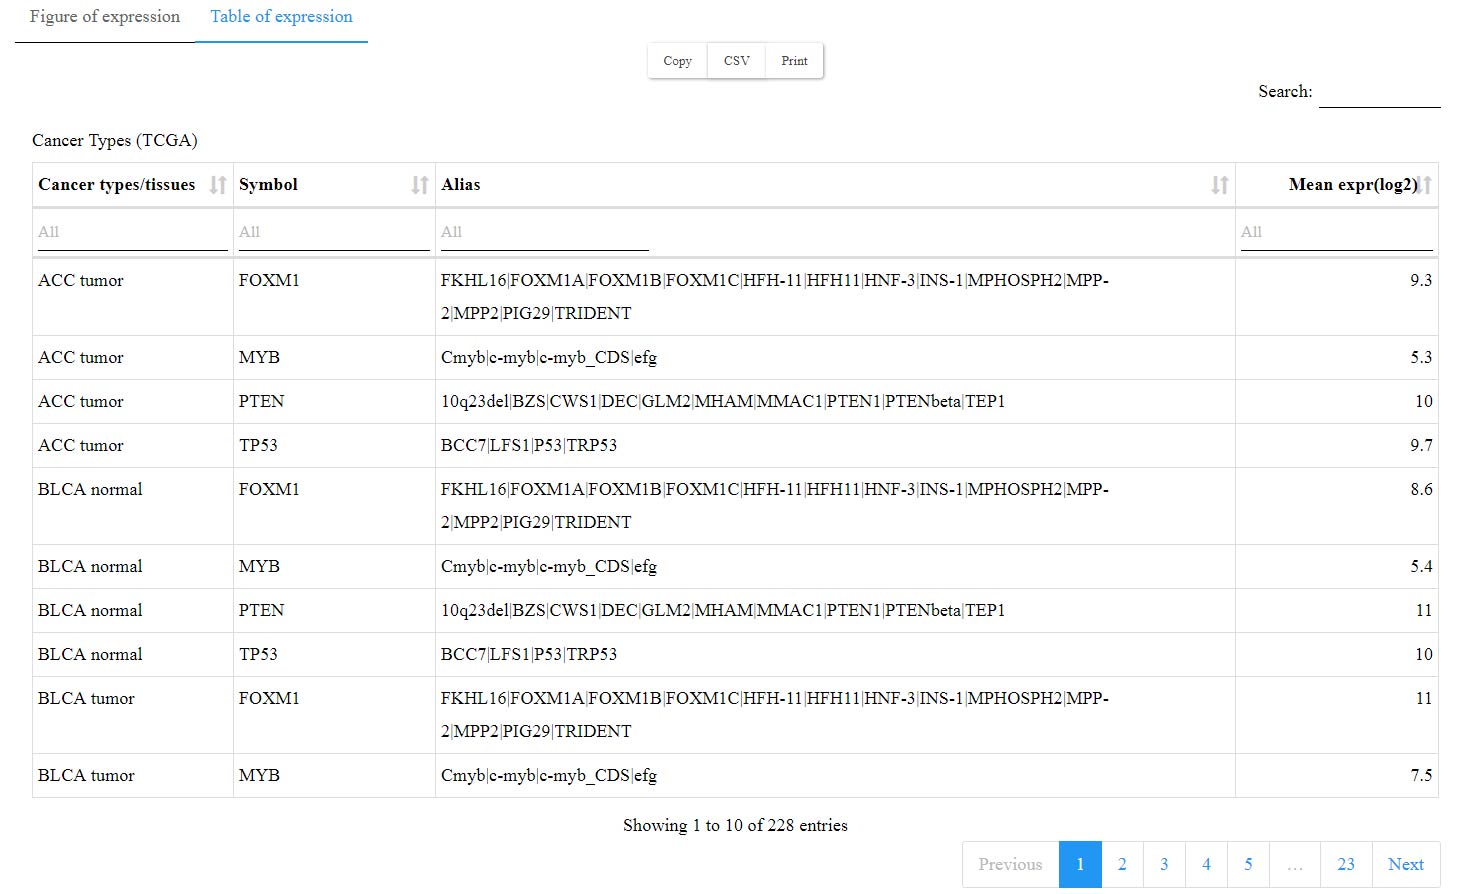 Figure of expression Table of expression
Copy CSV Print
Search:
Cancer Types (TCGA)
Cancer types/tissues Symbol Alias Mean expr(log2)
All All All All
ACC tumor FOXM1 FKHL16|FOXM1A|FOXM1B|FOXM1C|HFH-11|HFH11|HNF-3|INS-1|MPHOSPH2|MPP- 9.3
2|MPP2|PIG29|TRIDENT
ACC tumor MYB Cmyb|c-myb|c-myb_CDS|efg 5.3
ACC tumor PTEN 10q23del|BZS|CWS1|DEC|GLM2|MHAM|MMAC1|PTEN1|PTENbeta|TEP1 10
ACC tumor TP53 BCC7|LFS1|P53|TRP53 9.7
BLCA normal FOXM1 FKHL16|FOXM1A|FOXM1B|FOXM1C|HFH-11|HFH11|HNF-3|INS-1|MPHOSPH2|MPP- 8.6
2|MPP2|PIG29|TRIDENT
BLCA normal MYB Cmyb|c-myb|c-myb_CDS|efg 5.4
BLCA normal PTEN 10q23del|BZS|CWS1|DEC|GLM2|MHAM|MMAC1|PTEN1|PTENbeta|TEP1 11
BLCA normal TP53 BCC7|LFS1|P53|TRP53 10
BLCA tumor FOXM1 FKHL16|FOXM1A|FOXM1B|FOXM1C|HFH-11|HFH11|HNF-3|INS-1|MPHOSPH2|MPP- 11
2|MPP2|PIG29|TRIDENT
BLCA tumor MYB Cmyb|c-myb|c-myb_CDS|efg 7.5
Showing 1 to 10 of 228 entries
Previous 1 2 3 4 5 … 23 Next